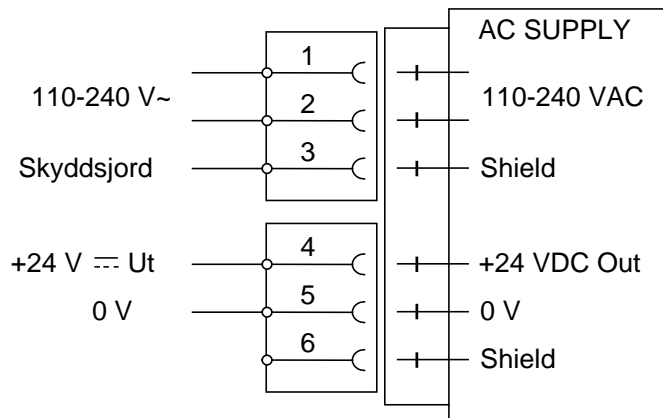 AC SUPPLY
1
110-240 V~
2
110-240 VAC
Skyddsjord
3
Shield
+24 V ⎓ Ut
4
+24 VDC Out
0 V
5
0 V
6
Shield